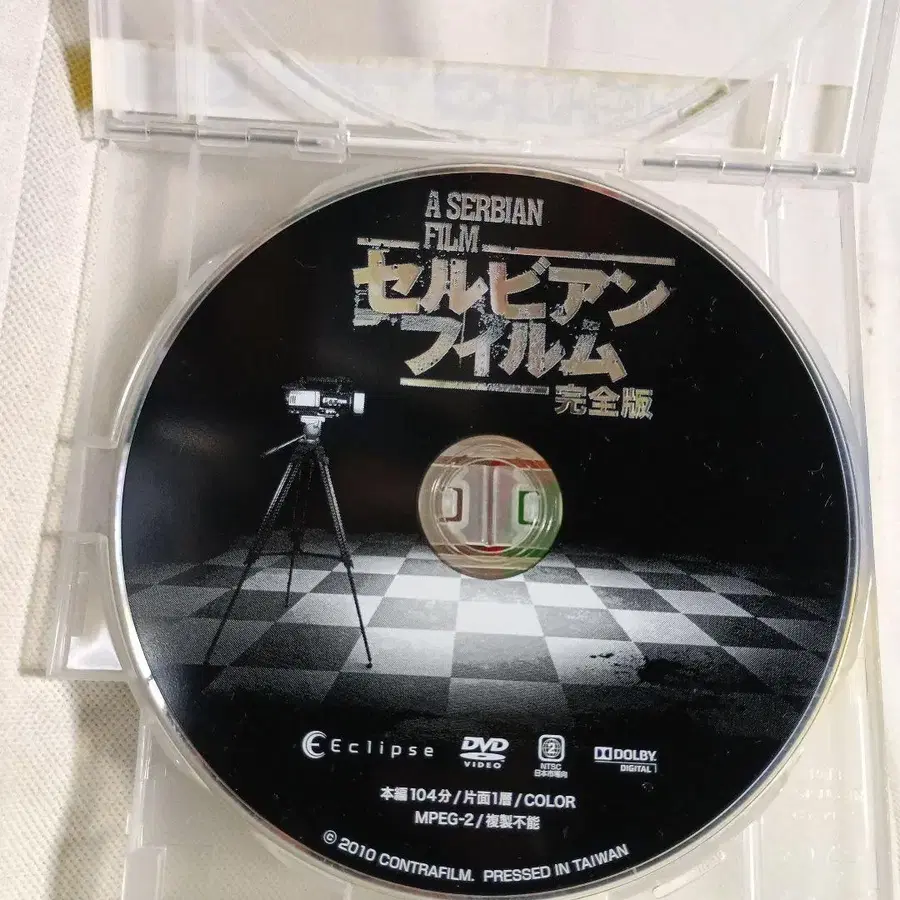 A SERBIAN
FILM
セルビアン
フィルム
完全版
Eclipse
DVD
VIDEO
2
NTSC
日本市場向
DOLBY
DIGITAL
本編104分/片面1層/COLOR
MPEG-2/複製不能
© 2010 CONTRAFILM. PRESSED IN TAIWAN